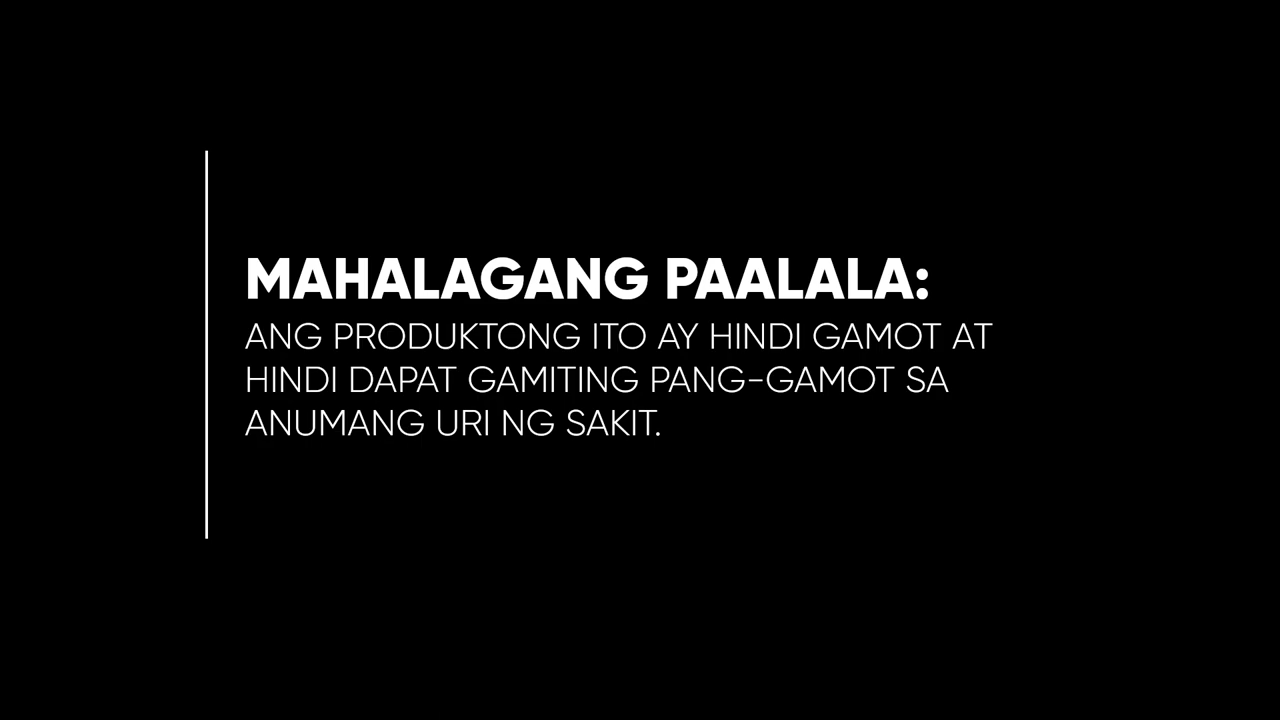 MAHALAGANG PAALALA:
ANG PRODUKTONG ITO AY HINDI GAMOT AT
HINDI DAPAT GAMITING PANG-GAMOT SA
ANUMANG URI NG SAKIT.